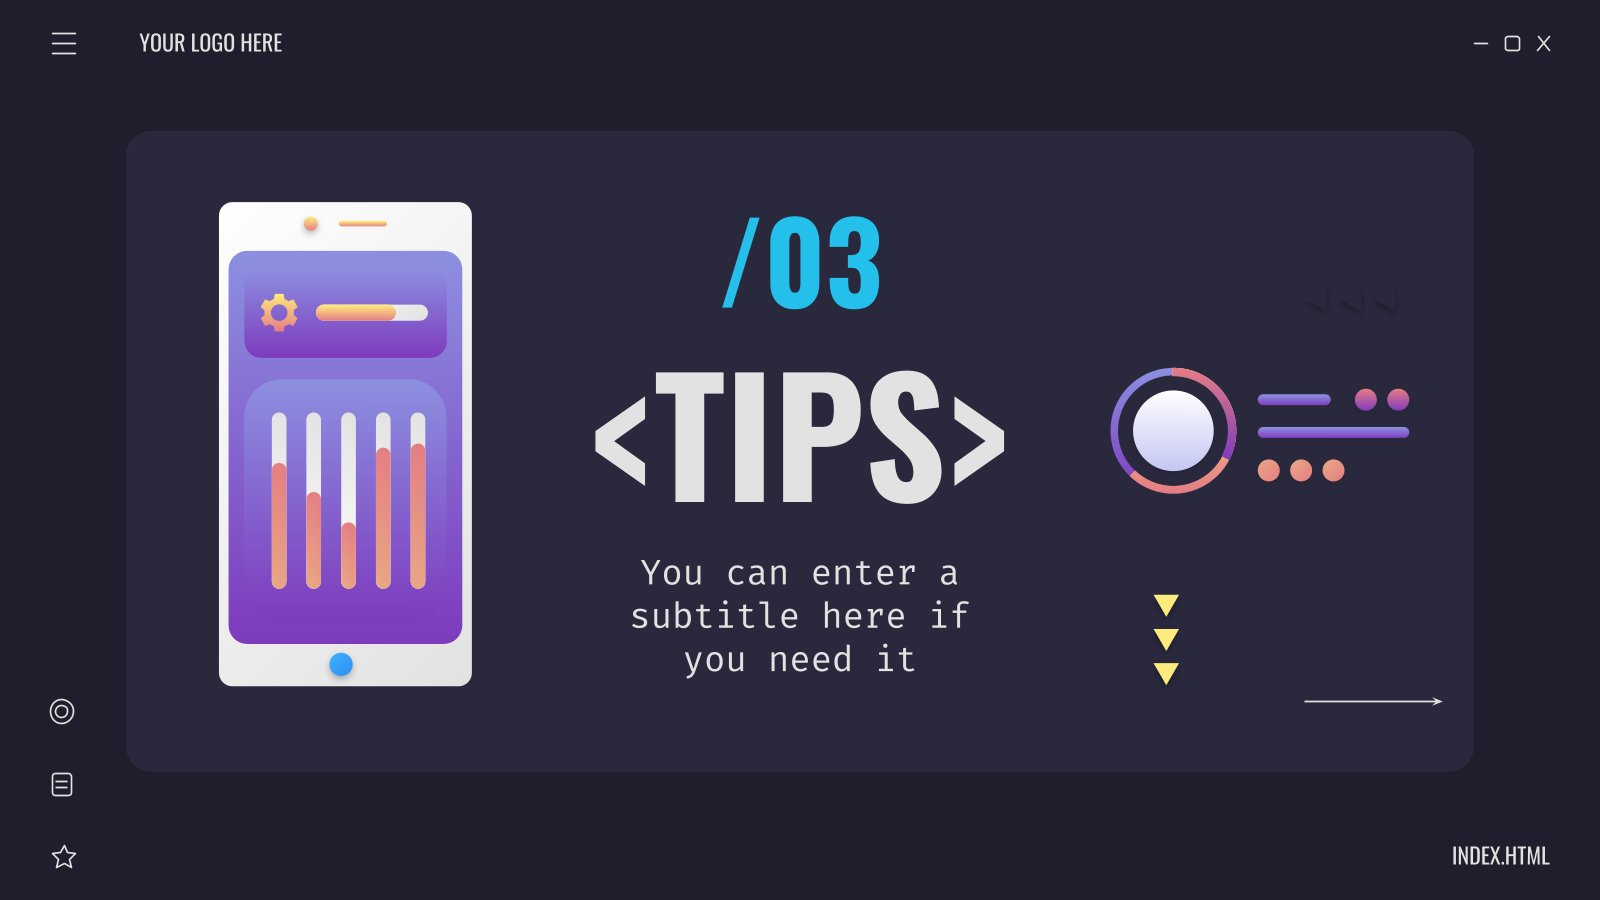 YOUR LOGO HERE
/03
<TIPS>
You can enter a
subtitle here if
you need it
INDEX.HTML